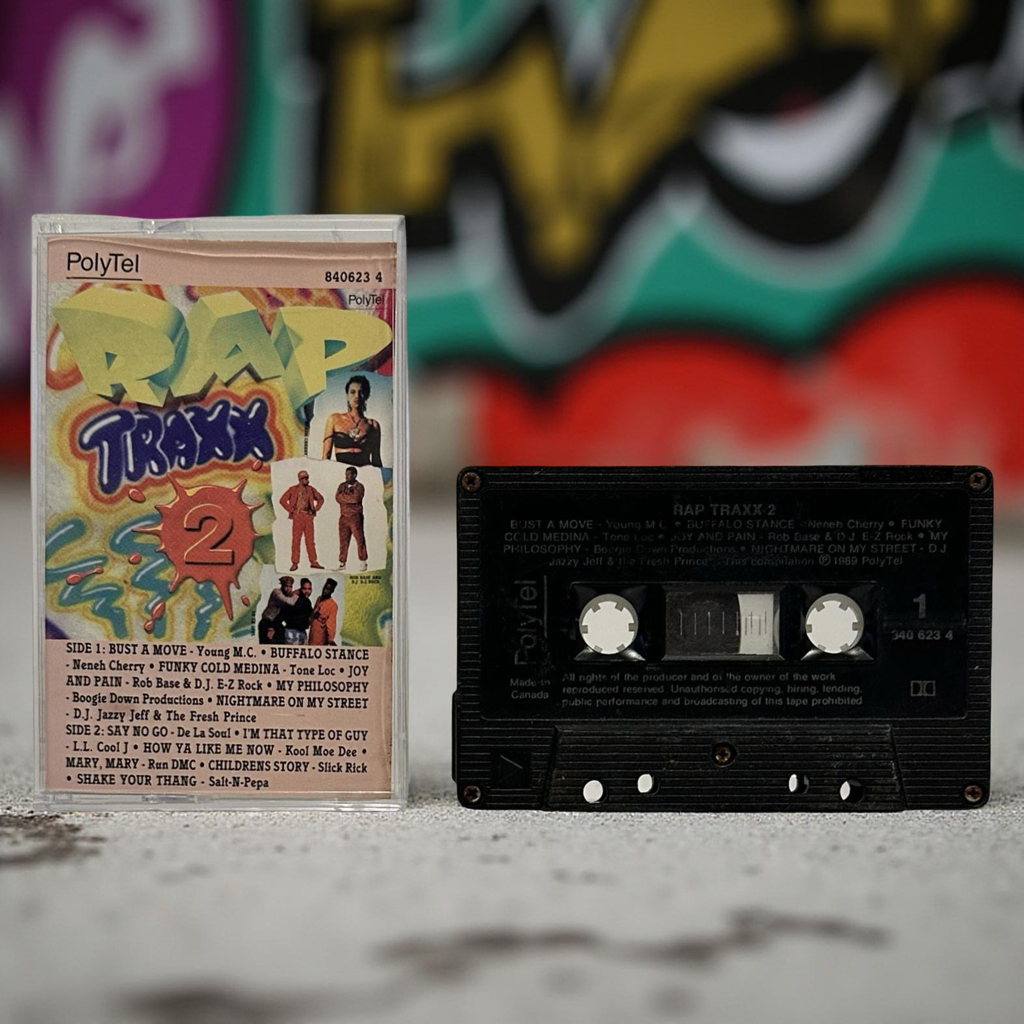 PolyTel
840623 4
PolyTel
RAP
TRAXX
2
ROB BASE AND
D.J. E-Z ROCK
SIDE 1: BUST A MOVE - Young M.C. • BUFFALO STANCE
- Neneh Cherry • FUNKY COLD MEDINA - Tone Loc • JOY
AND PAIN - Rob Base & D.J. E-Z Rock • MY PHILOSOPHY
- Boogie Down Productions • NIGHTMARE ON MY STREET
- D.J. Jazzy Jeff & The Fresh Prince
SIDE 2: SAY NO GO - De La Soul • I'M THAT TYPE OF GUY
- L.L. Cool J • HOW YA LIKE ME NOW - Kool Moe Dee •
MARY, MARY - Run DMC • CHILDRENS STORY - Slick Rick
• SHAKE YOUR THANG - Salt-N-Pepa
RAP TRAXX 2
BUST A MOVE - Young M C • BUFFALO STANCE - Neneh Cherry • FUNKY
COLD MEDINA - Tone Loc • JOY AND PAIN - Rob Base & D J. E-Z Rock • MY
PHILOSOPHY - Boogie Down Productions • NIGHTMARE ON MY STREET - D J
Jazzy Jeff & The Fresh Prince This compilation ℗ 1989 PolyTel
PolyTel
1
840 623 4
Made in
Canada
All rights of the producer and of the owner of the work
reproduced reserved. Unauthorised copying, hiring, lending,
public performance and broadcasting of this tape prohibited